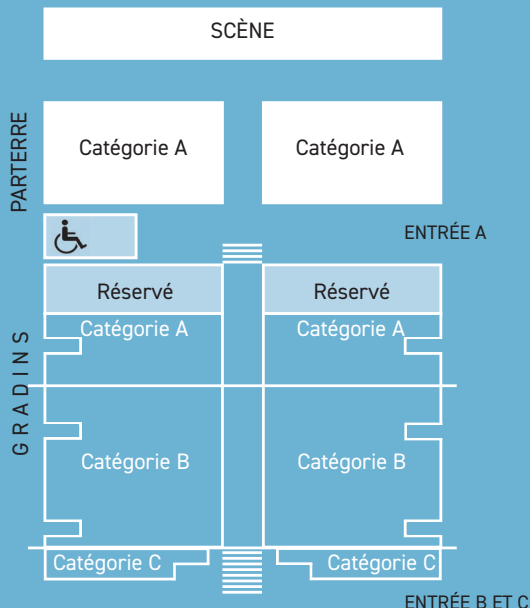 SCÈNE
PARTERRE
Catégorie A
Catégorie A
ENTRÉE A
Réservé
Réservé
GRADINS
Catégorie A
Catégorie A
Catégorie B
Catégorie B
Catégorie C
Catégorie C
ENTRÉE B ET C